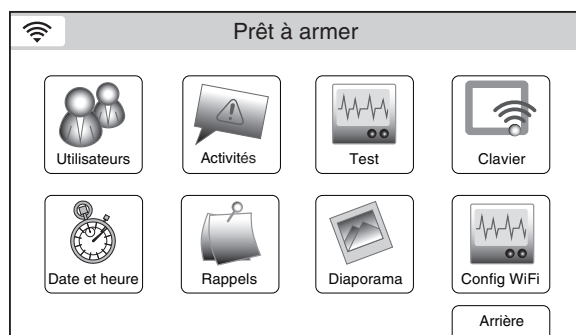 Prêt à armer
Utilisateurs
Activités
Test
Clavier
Date et heure
Rappels
Diaporama
Config WiFi
Arrière